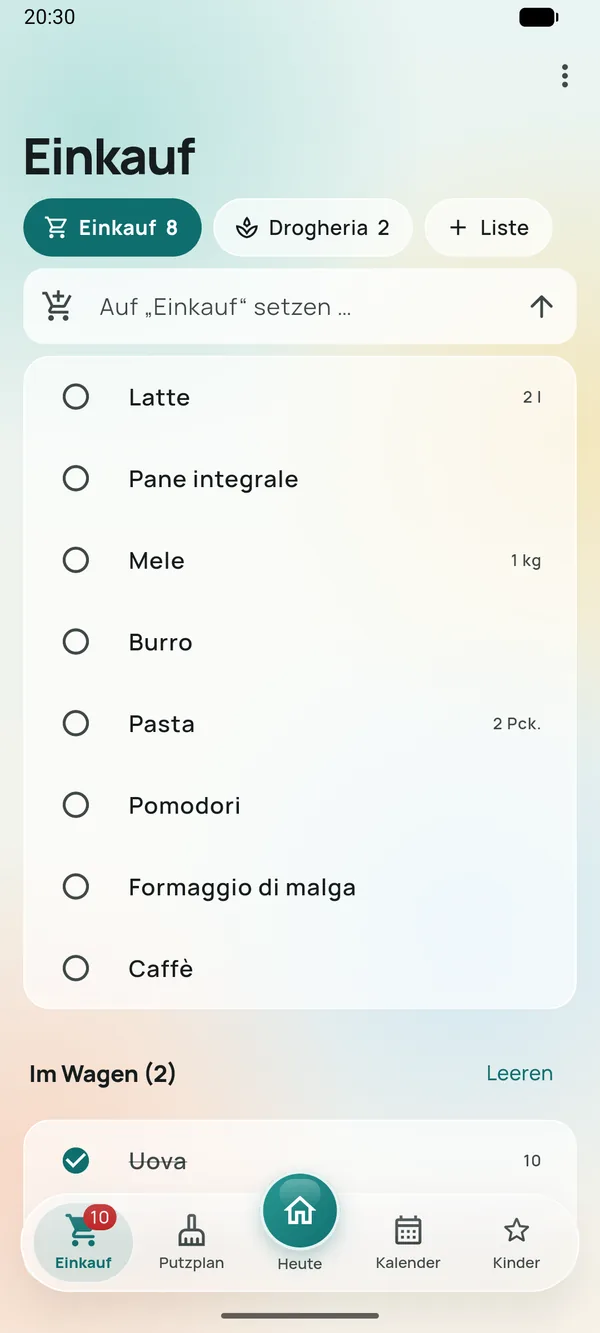 20:30
Einkauf
Einkauf 8
Drogheria 2
+ Liste
Auf „Einkauf“ setzen …
Latte 2 l
Pane integrale
Mele 1 kg
Burro
Pasta 2 Pck.
Pomodori
Formaggio di malga
Caffè
Im Wagen (2) Leeren
Uova 10
10
Einkauf Putzplan Heute Kalender Kinder